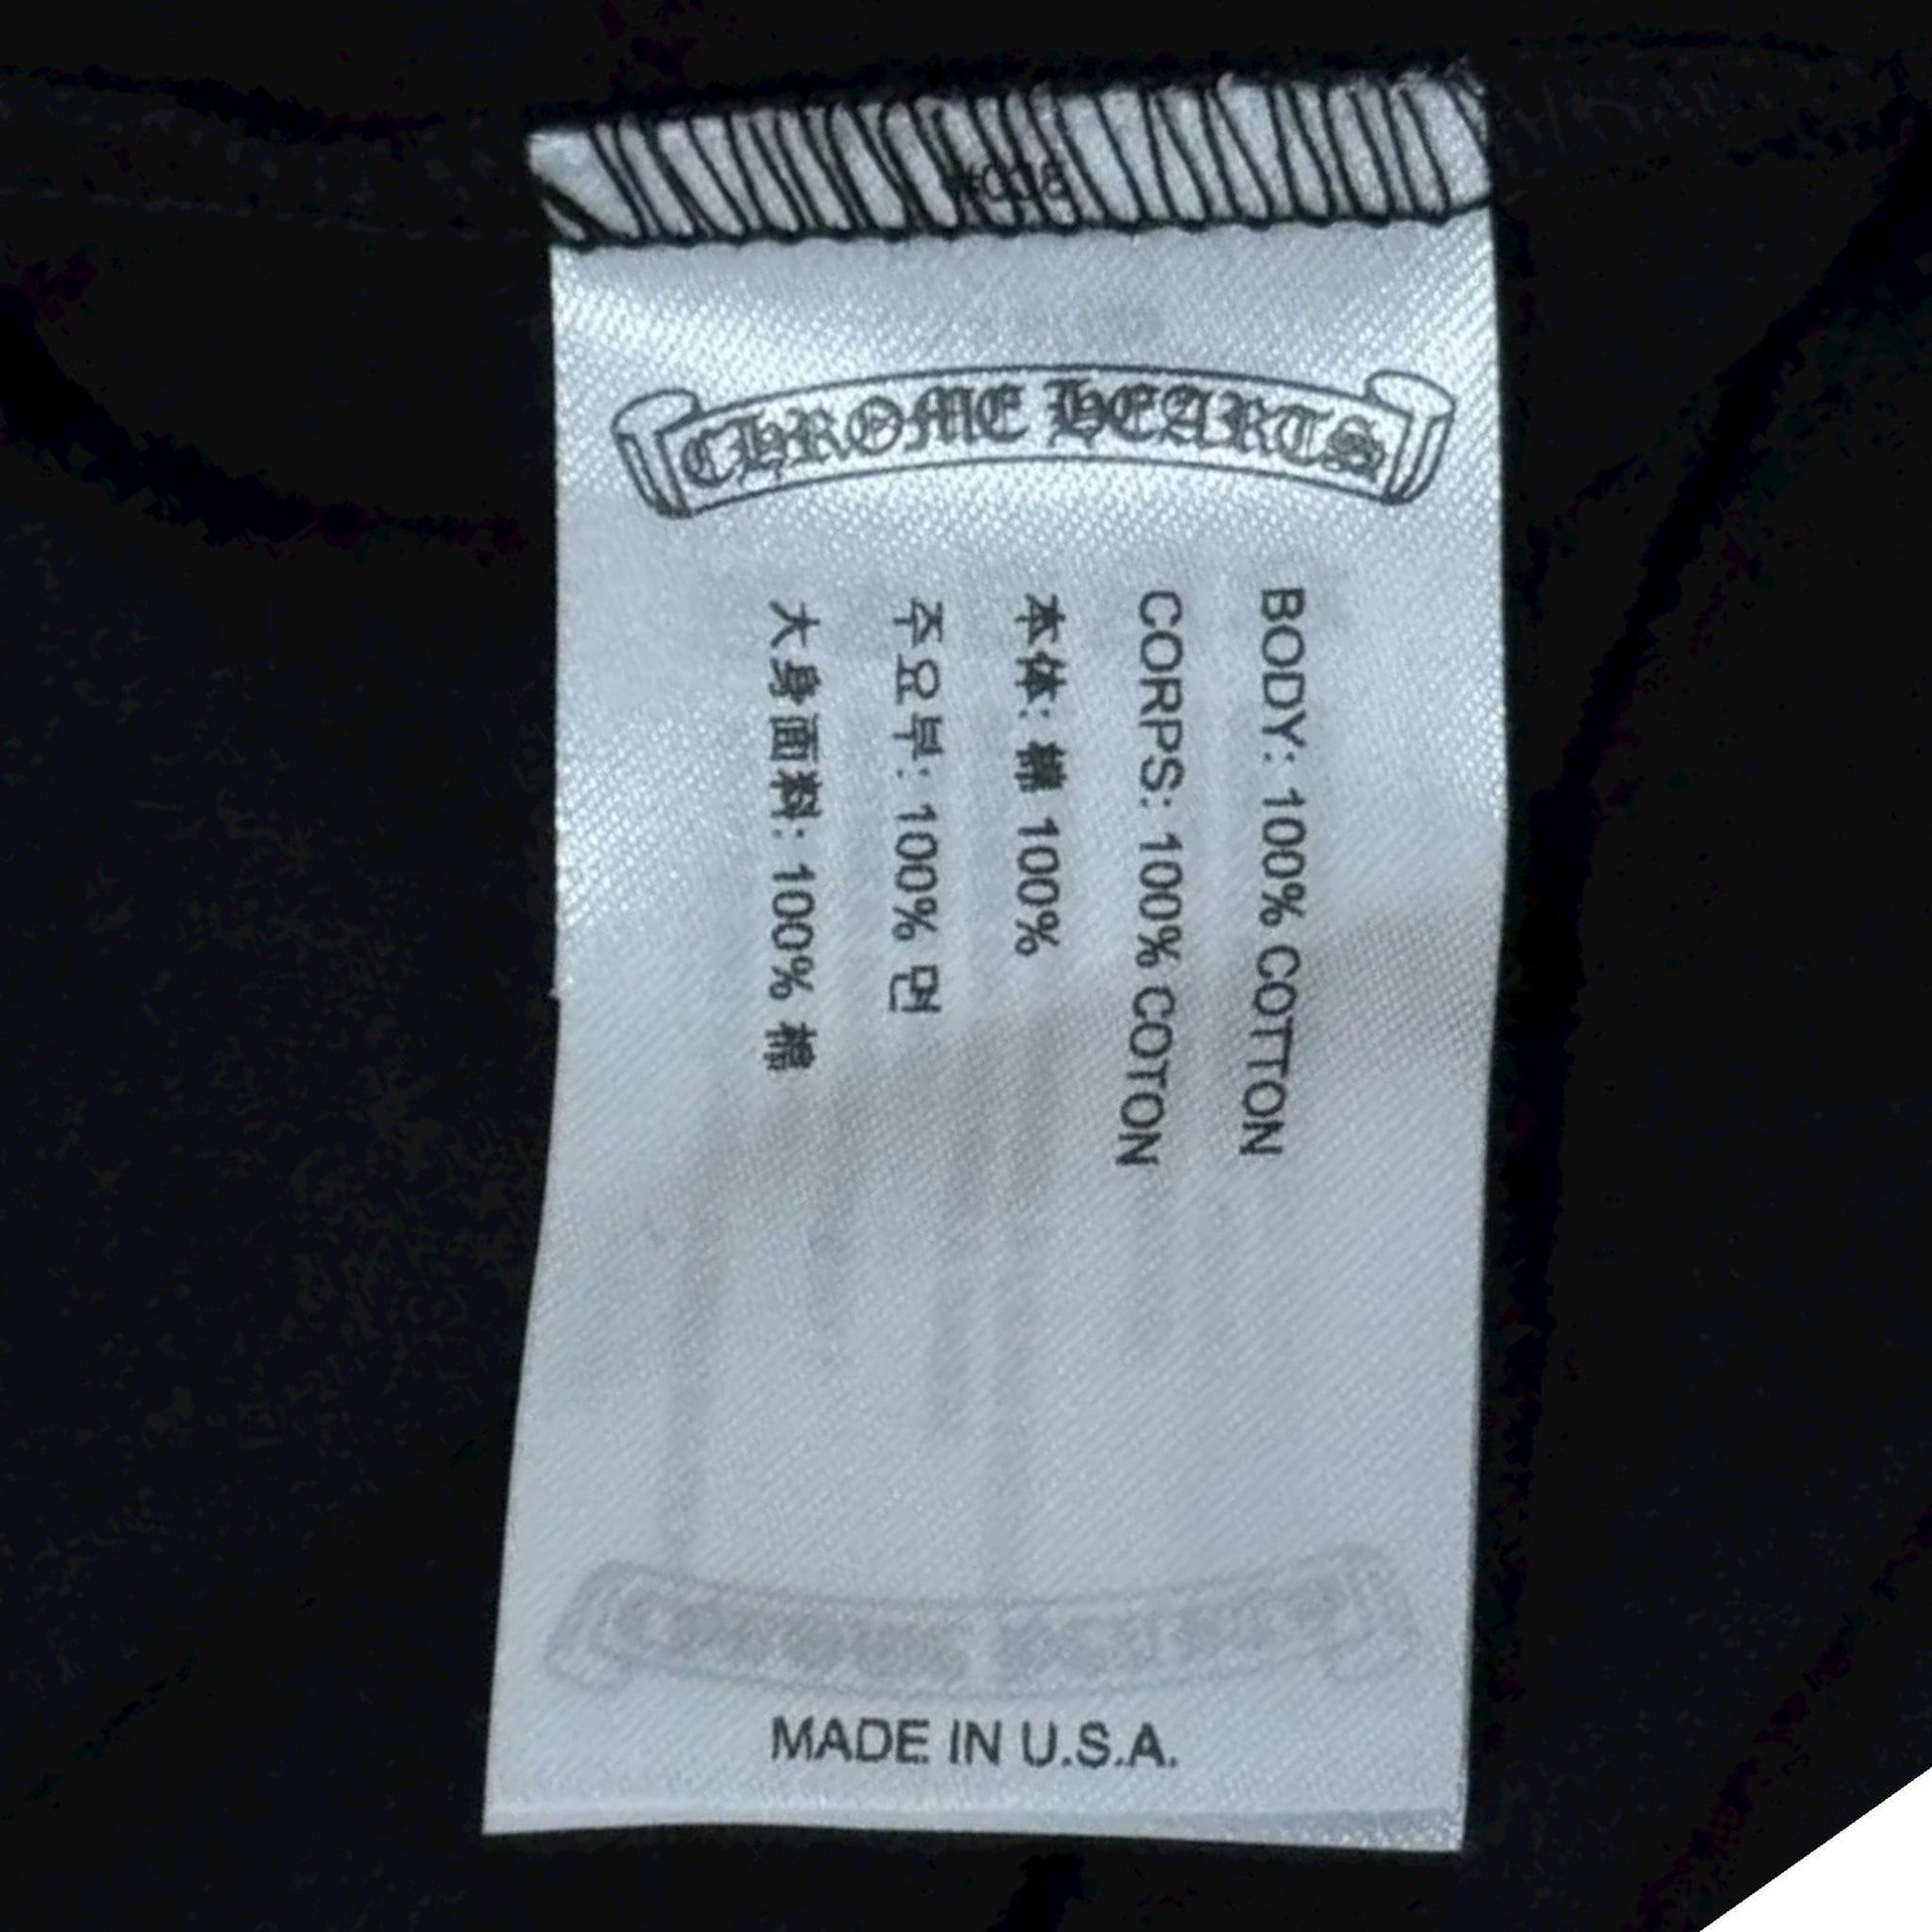 CHROME HEARTS
BODY: 100% COTTON
CORPS: 100% COTON
本体: 綿 100%
주요부: 100% 면
大身面料: 100% 棉
MADE IN U.S.A.